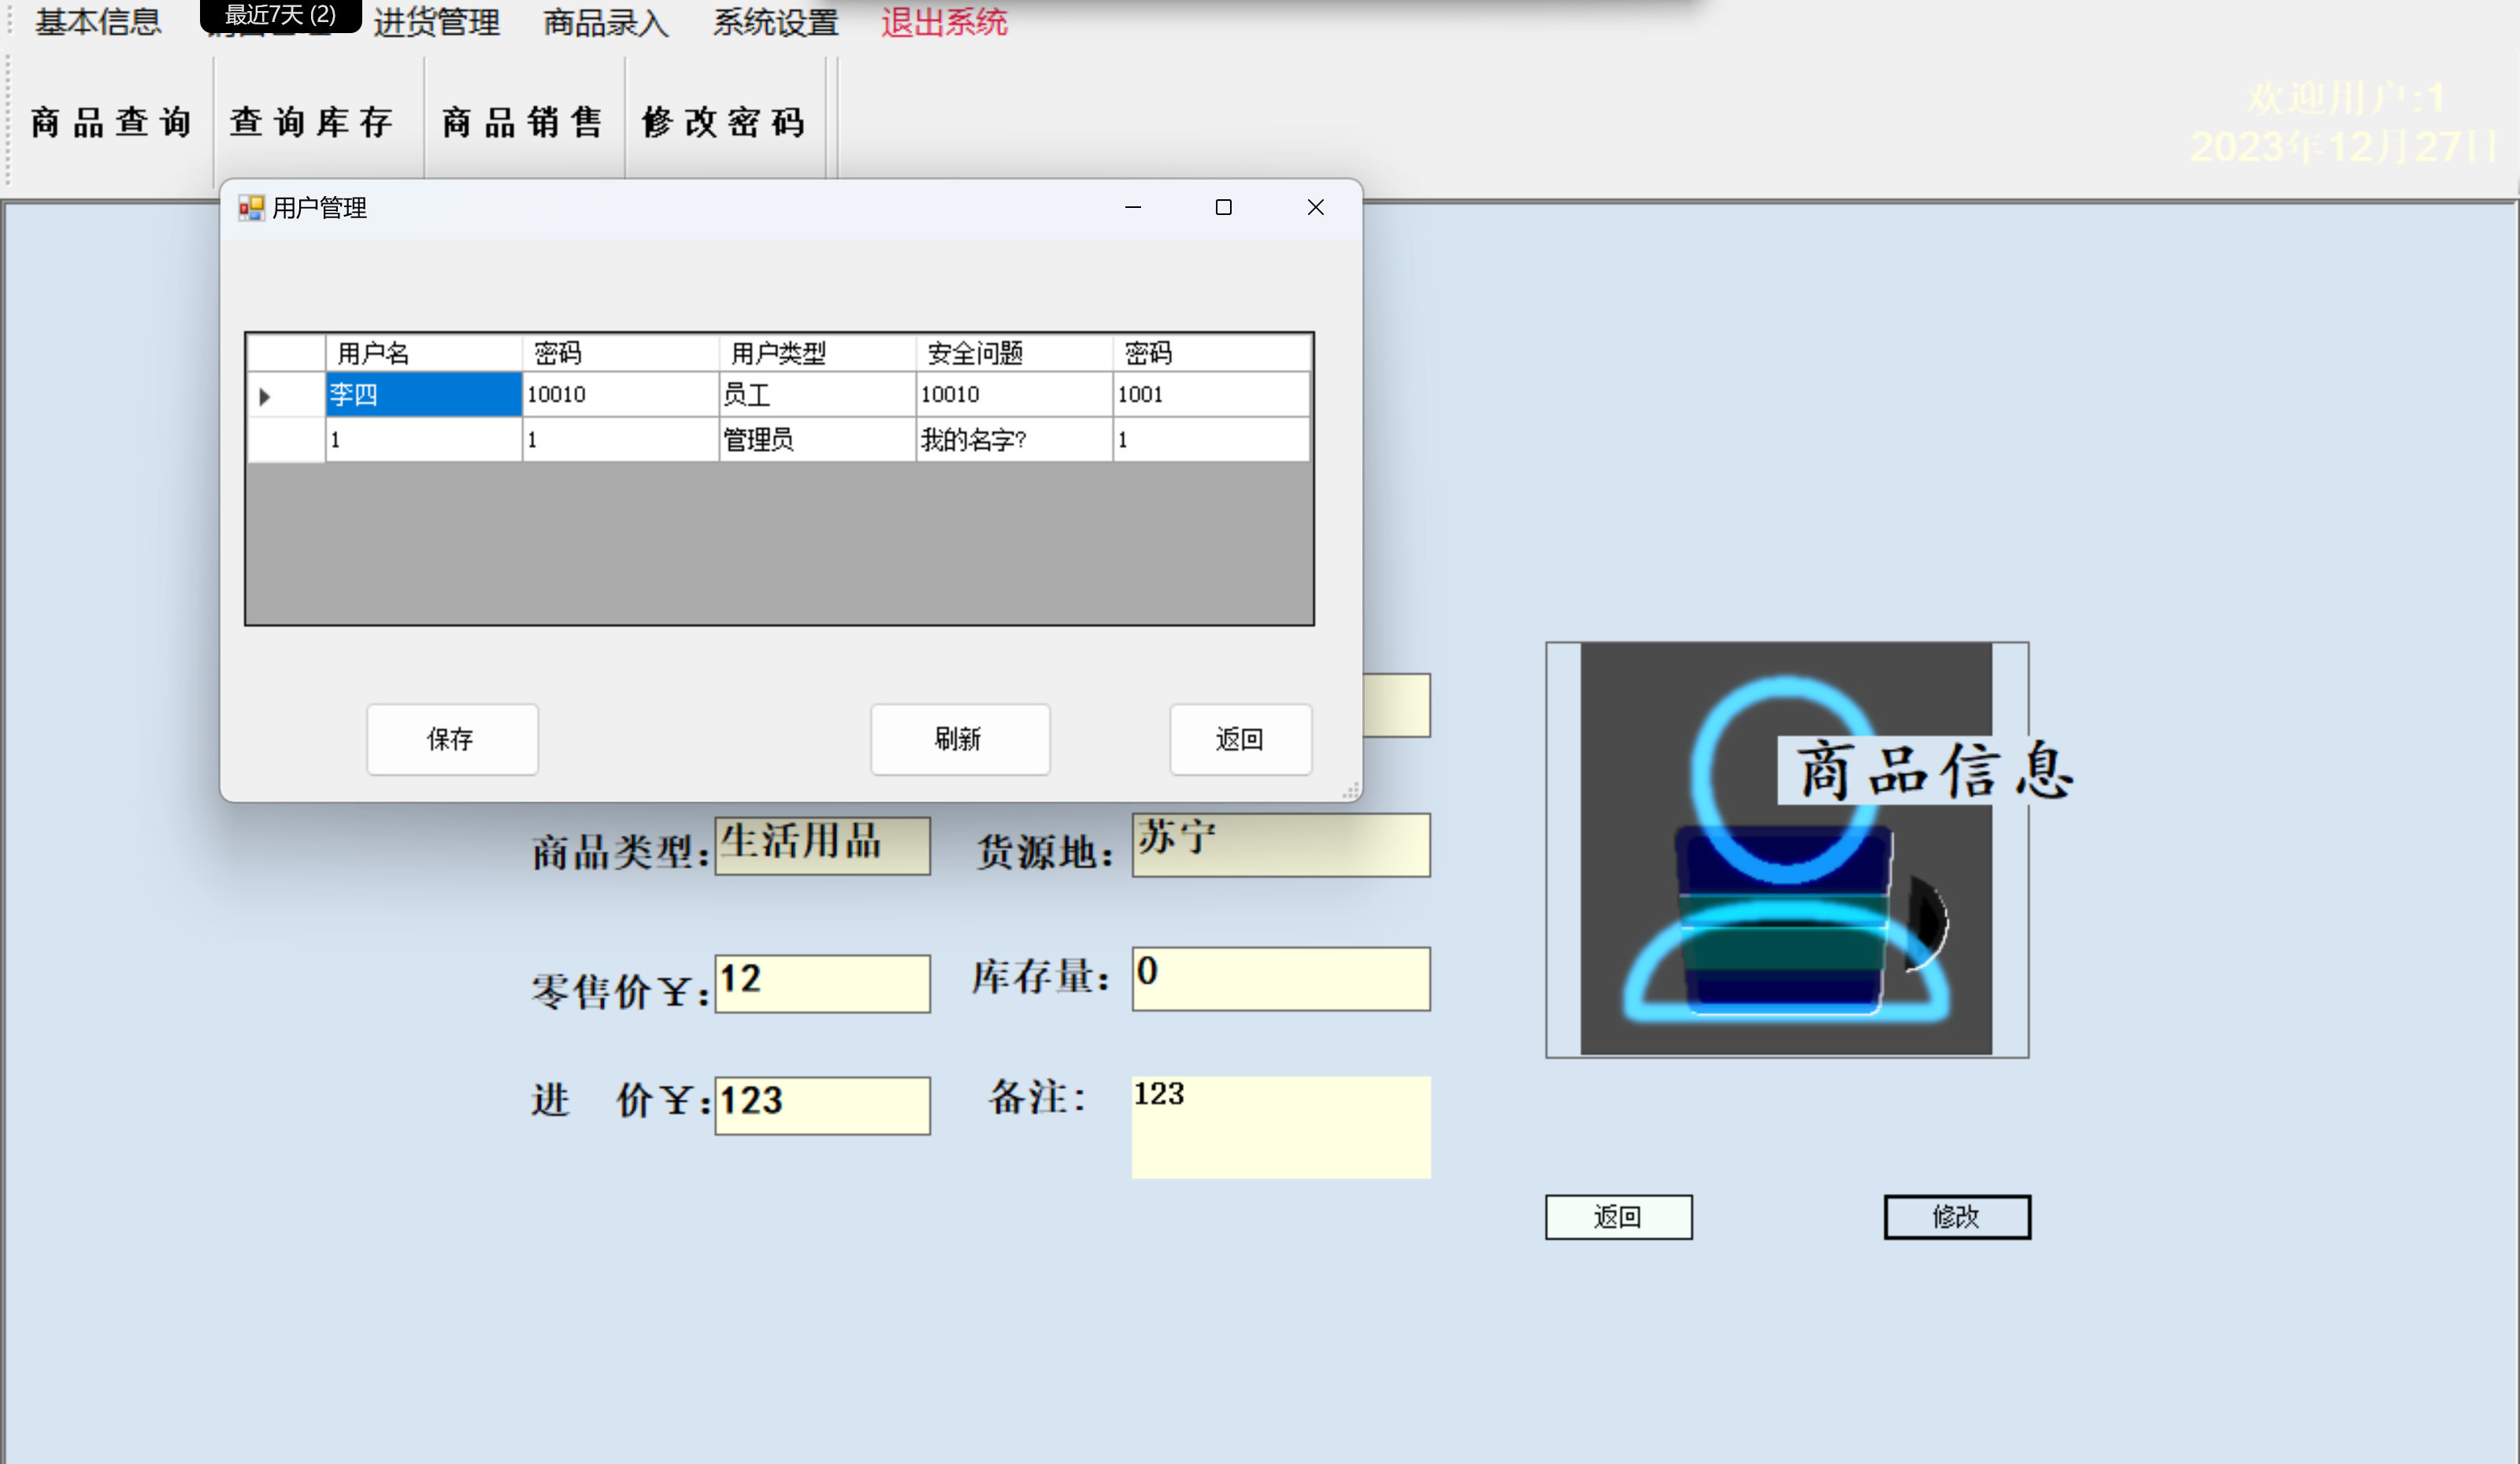 基本信息 最近7天 (2) 进货管理 商品录入 系统设置 退出系统
商品查询 查询库存 商品销售 修改密码
欢迎用户:1
2023年12月27日
用户管理
用户名 密码 用户类型 安全问题 密码
李四 10010 员工 10010 1001
1 1 管理员 我的名字? 1
保存 刷新 返回
商品信息
商品类型: 生活用品 货源地: 苏宁
零售价￥: 12 库存量: 0
进 价￥: 123 备注: 123
返回 修改